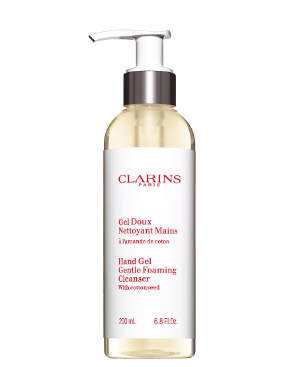 CLARINS
PARIS
Gel Doux
Nettoyant Mains
à l'amande de coton
Hand Gel
Gentle Foaming
Cleanser
With cottonseed
200 mL 6.8 Fl.Oz.